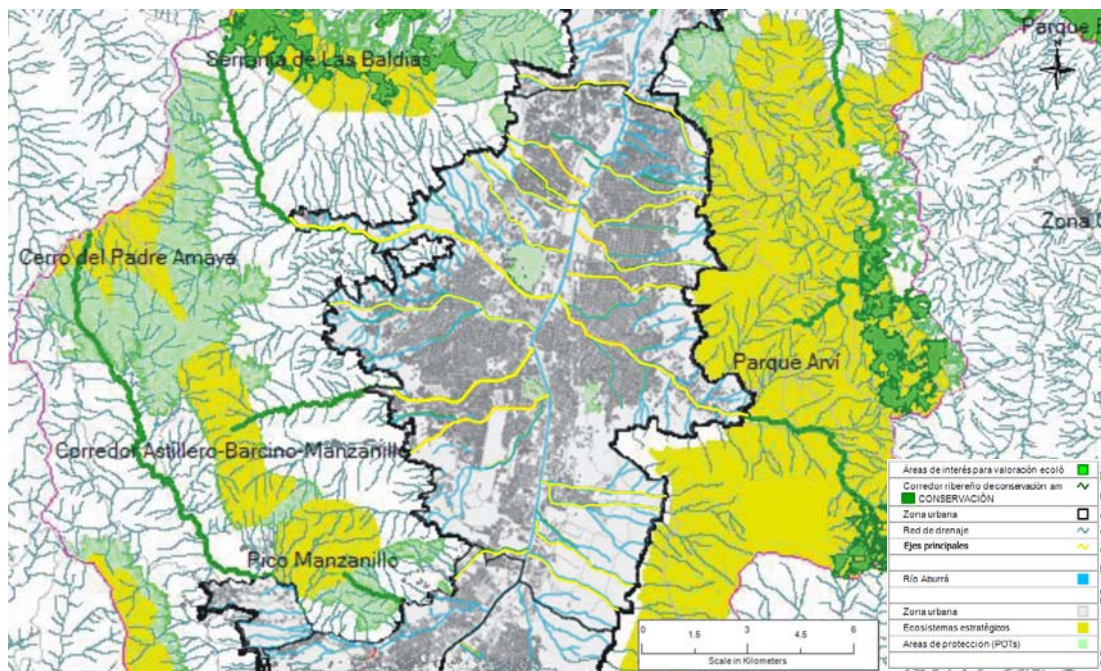 Parque E
N
Serranía de Las Baldías
Zona C
Cerro del Padre Amaya
Parque Arví
Corredor Astillero-Barcino-Manzanillo
Pico Manzanillo
0 1.5 3 4.5 6
Scale in Kilometers
Áreas de interés para valoración ecoló
Corredor ribereño de conservación am
CONSERVACIÓN
Zona urbana
Red de drenaje
Ejes principales
Río Aburrá
Zona urbana
Ecosistemas estratégicos
Areas de protección (POTs)